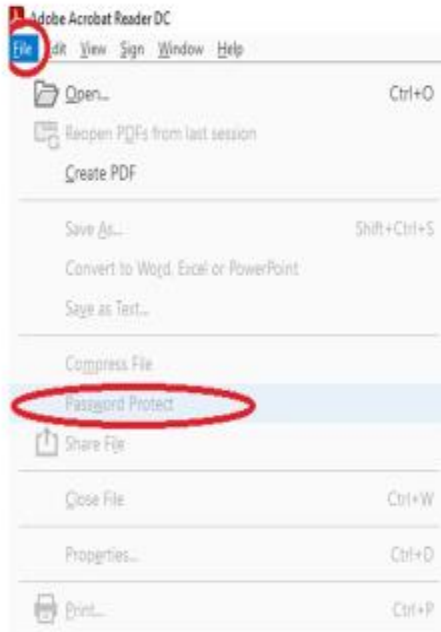 Adobe Acrobat Reader DC
File Edit View Sign Window Help
Open... Ctrl+O
Reopen PDFs from last session
Create PDF
Save As... Shift+Ctrl+S
Convert to Word, Excel or PowerPoint
Save as Text...
Compress File
Password Protect
Share File
Close File Ctrl+W
Properties... Ctrl+D
Print... Ctrl+P